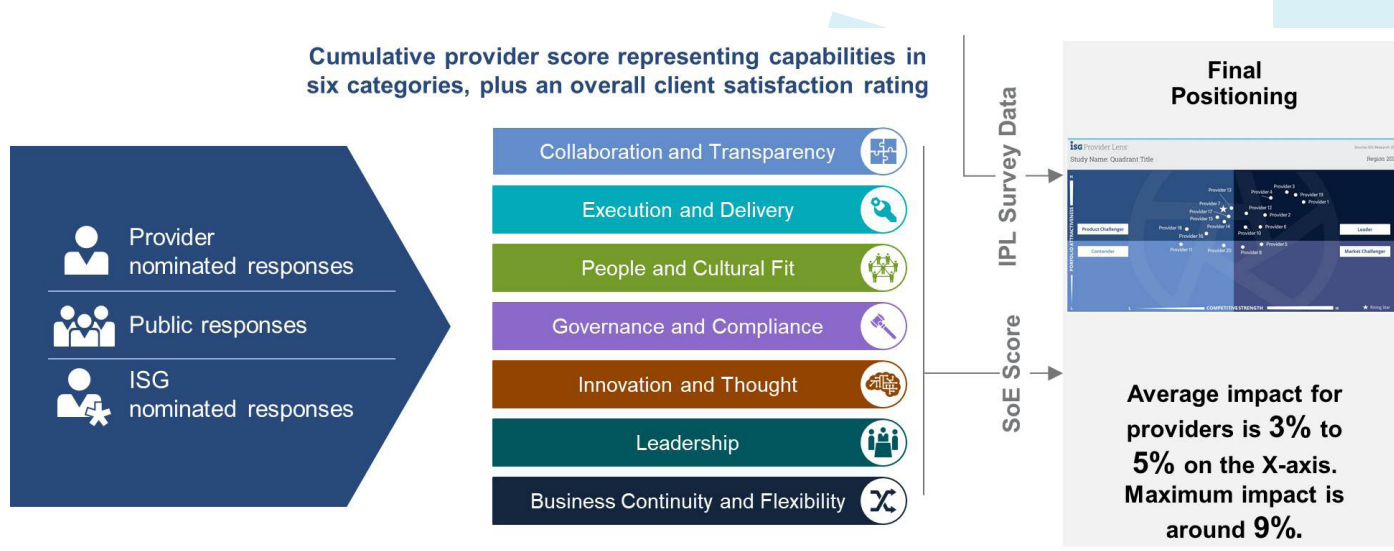 Cumulative provider score representing capabilities in
six categories, plus an overall client satisfaction rating
Provider
nominated responses
Public responses
ISG
nominated responses
Collaboration and Transparency
Execution and Delivery
People and Cultural Fit
Governance and Compliance
Innovation and Thought
Leadership
Business Continuity and Flexibility
IPL Survey Data
SoE Score
Final
Positioning
ISG Provider Lens
Study Name: Quadrant Title
Product Challenger
Leader
Contender
Market Challenger
PORTFOLIO ATTRACTIVENESS
COMPETITIVE STRENGTH
Rising Star
Provider 3
Provider 4
Provider 19
Provider 1
Provider 13
Provider 7
Provider 12
Provider 17
Provider 2
Provider 15
Provider 14
Provider 6
Provider 18
Provider 16
Provider 10
Provider 11
Provider 20
Provider 5
Average impact for
providers is 3% to
5% on the X-axis.
Maximum impact is
around 9%.